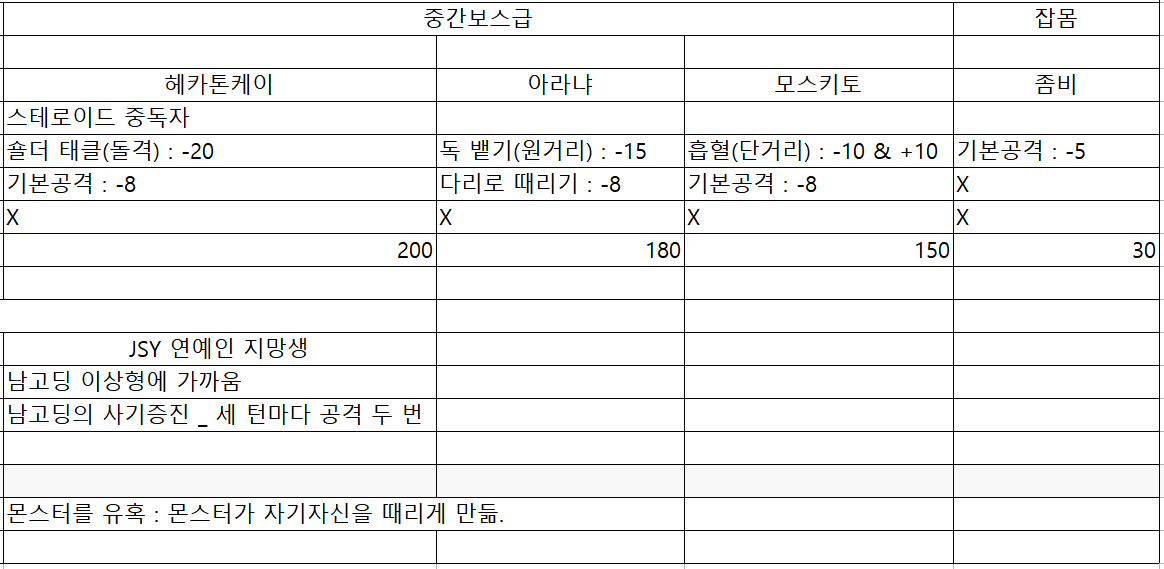 중간보스급 잡몹
헤카톤케이 아라냐 모스키토 좀비
스테로이드 중독자
숄더 태클(돌격) : -20 독 뱉기(원거리) : -15 흡혈(단거리) : -10 & +10 기본공격 : -5
기본공격 : -8 다리로 때리기 : -8 기본공격 : -8 X
X X X X
200 180 150 30
JSY 연예인 지망생
남고딩 이상형에 가까움
남고딩의 사기증진 _ 세 턴마다 공격 두 번
몬스터를 유혹 : 몬스터가 자기자신을 때리게 만듦.